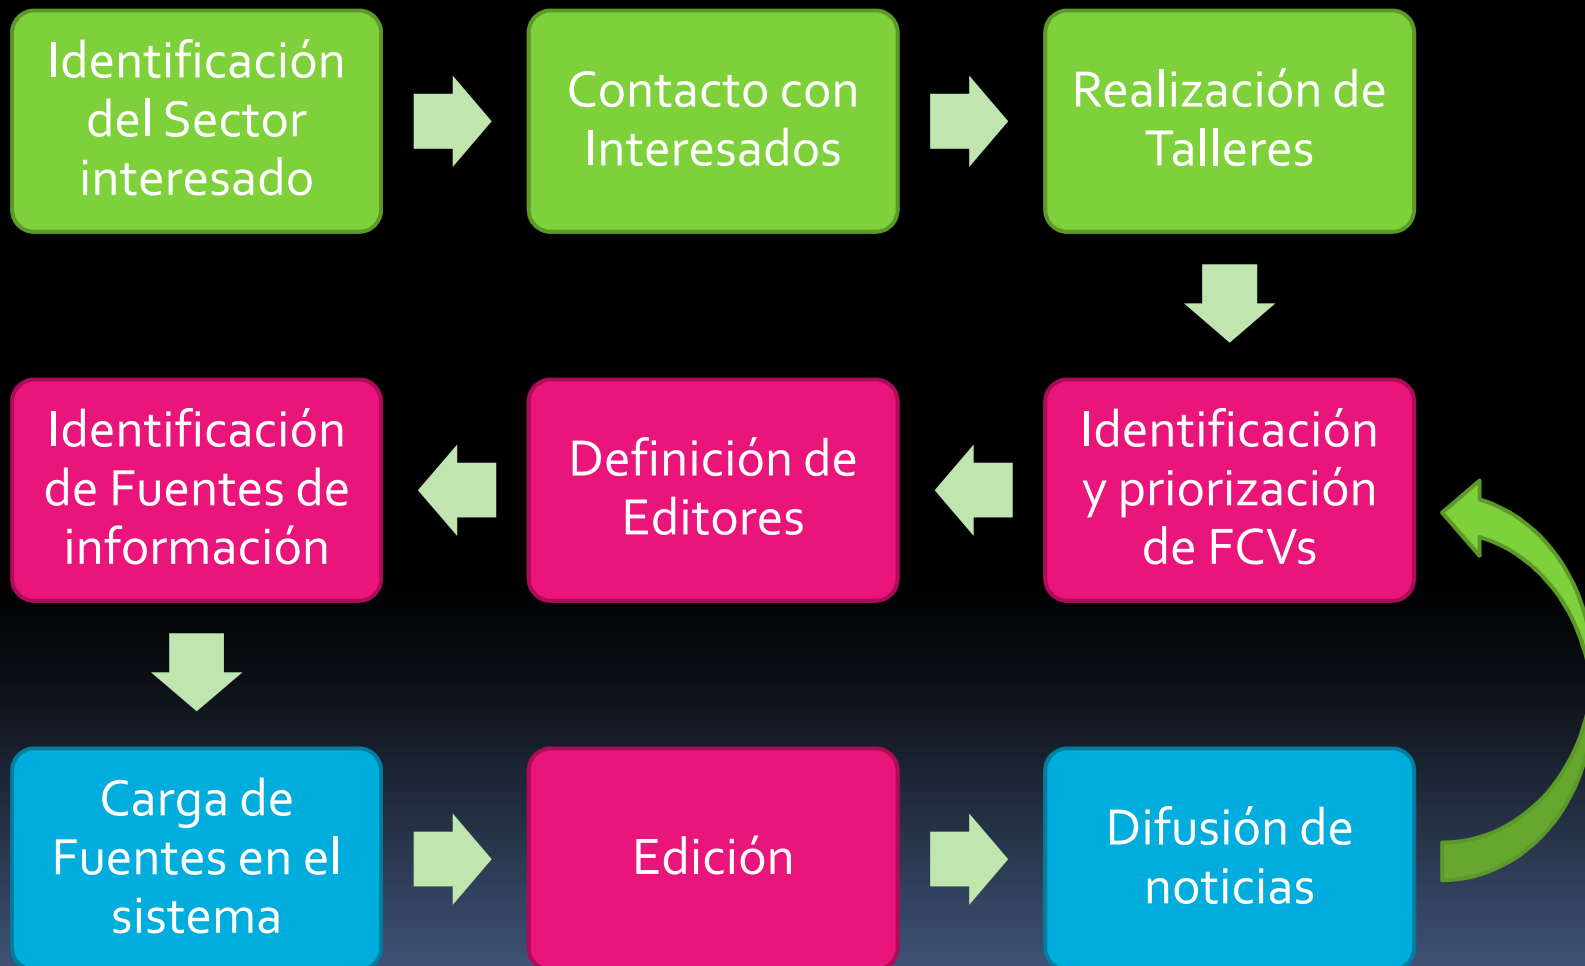 Identificación
del Sector
interesado
Contacto con
Interesados
Realización de
Talleres
Identificación
y priorización
de FCVs
Definición de
Editores
Identificación
de Fuentes de
información
Carga de
Fuentes en el
sistema
Edición
Difusión de
noticias